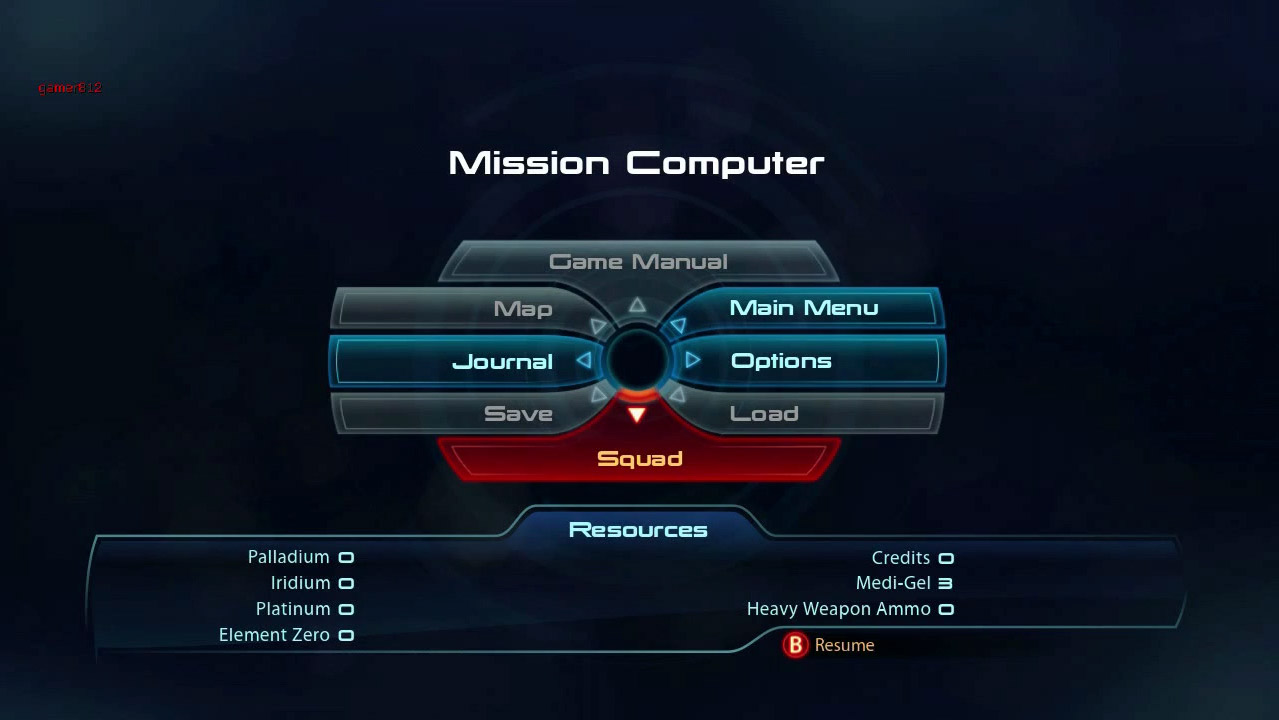 gamer812
Mission Computer
Game Manual
Map
Main Menu
Journal
Options
Save
Load
Squad
Resources
Palladium 0
Credits 0
Iridium 0
Medi-Gel 3
Platinum 0
Heavy Weapon Ammo 0
Element Zero 0
B Resume